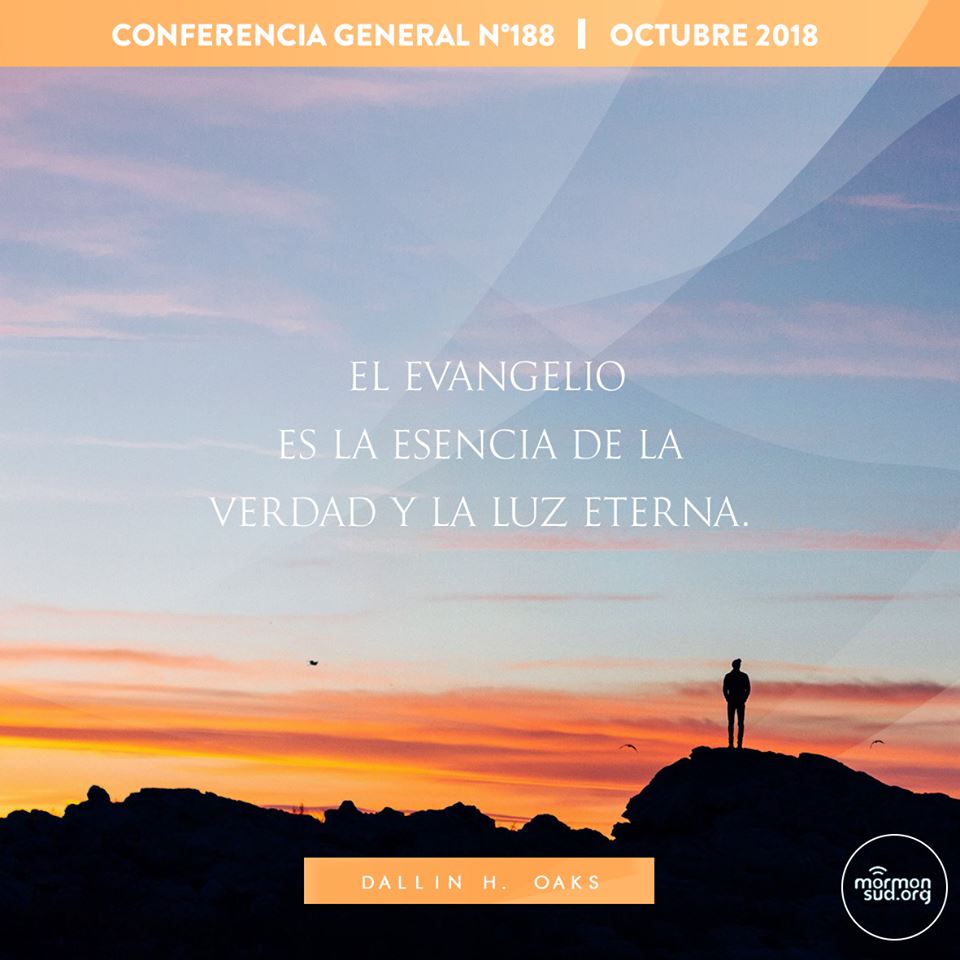 CONFERENCIA GENERAL N°188 | OCTUBRE 2018
EL EVANGELIO
ES LA ESENCIA DE LA
VERDAD Y LA LUZ ETERNA.
DALLIN H. OAKS
mormon
sud.org